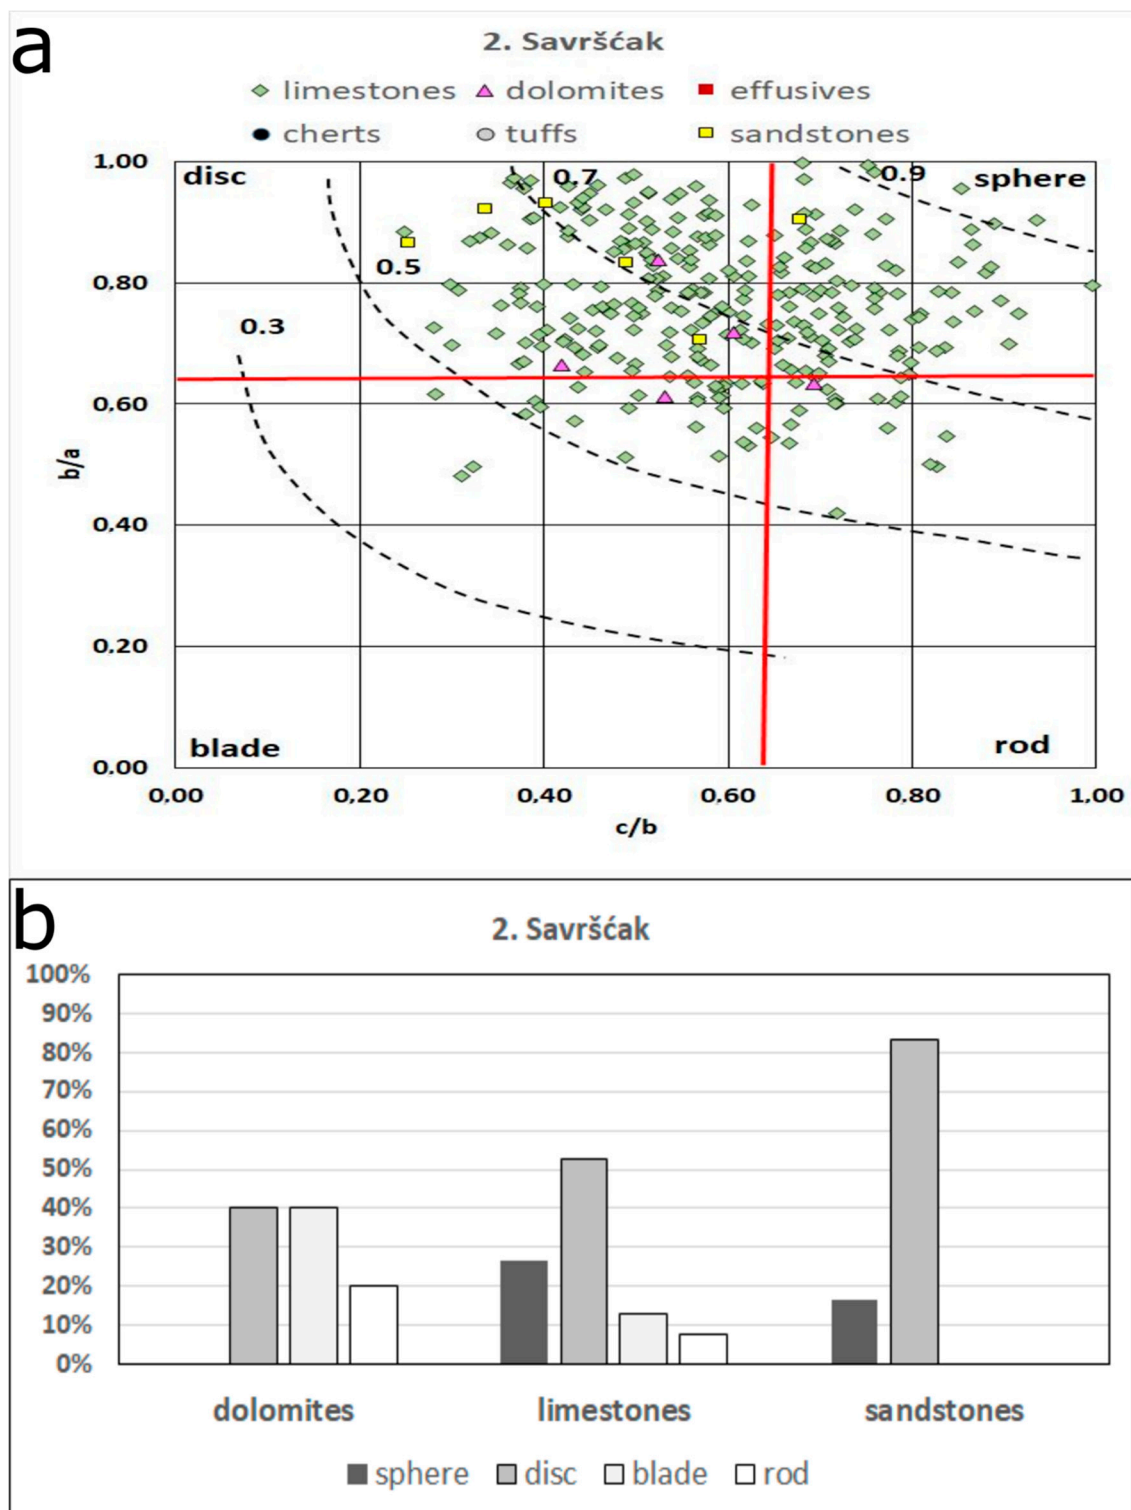 a
2. Savršćak
limestones dolomites effusives
cherts tuffs sandstones
1.00
disc 0.7 0.9 sphere
0.80
0.5
0.3
0.60
b/a
0,40
0.20
blade rod
0.00
0.00 0,20 0,40 0,60 0,80 1,00
c/b
b
2. Savršćak
100%
90%
80%
70%
60%
50%
40%
30%
20%
10%
0%
dolomites limestones sandstones
sphere disc blade rod